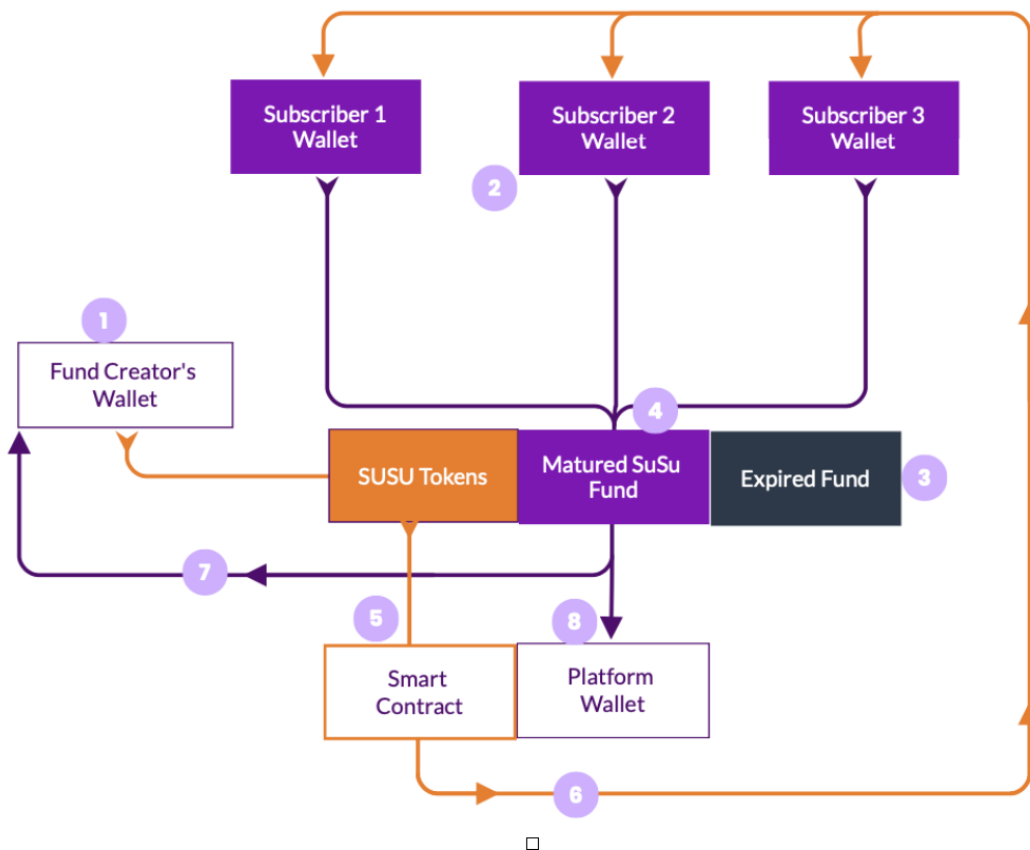 Subscriber 1
Wallet
Subscriber 2
Wallet
Subscriber 3
Wallet
2
1
Fund Creator's
Wallet
4
SUSU Tokens
Matured SuSu
Fund
Expired Fund
3
7
5
8
Smart
Contract
Platform
Wallet
6